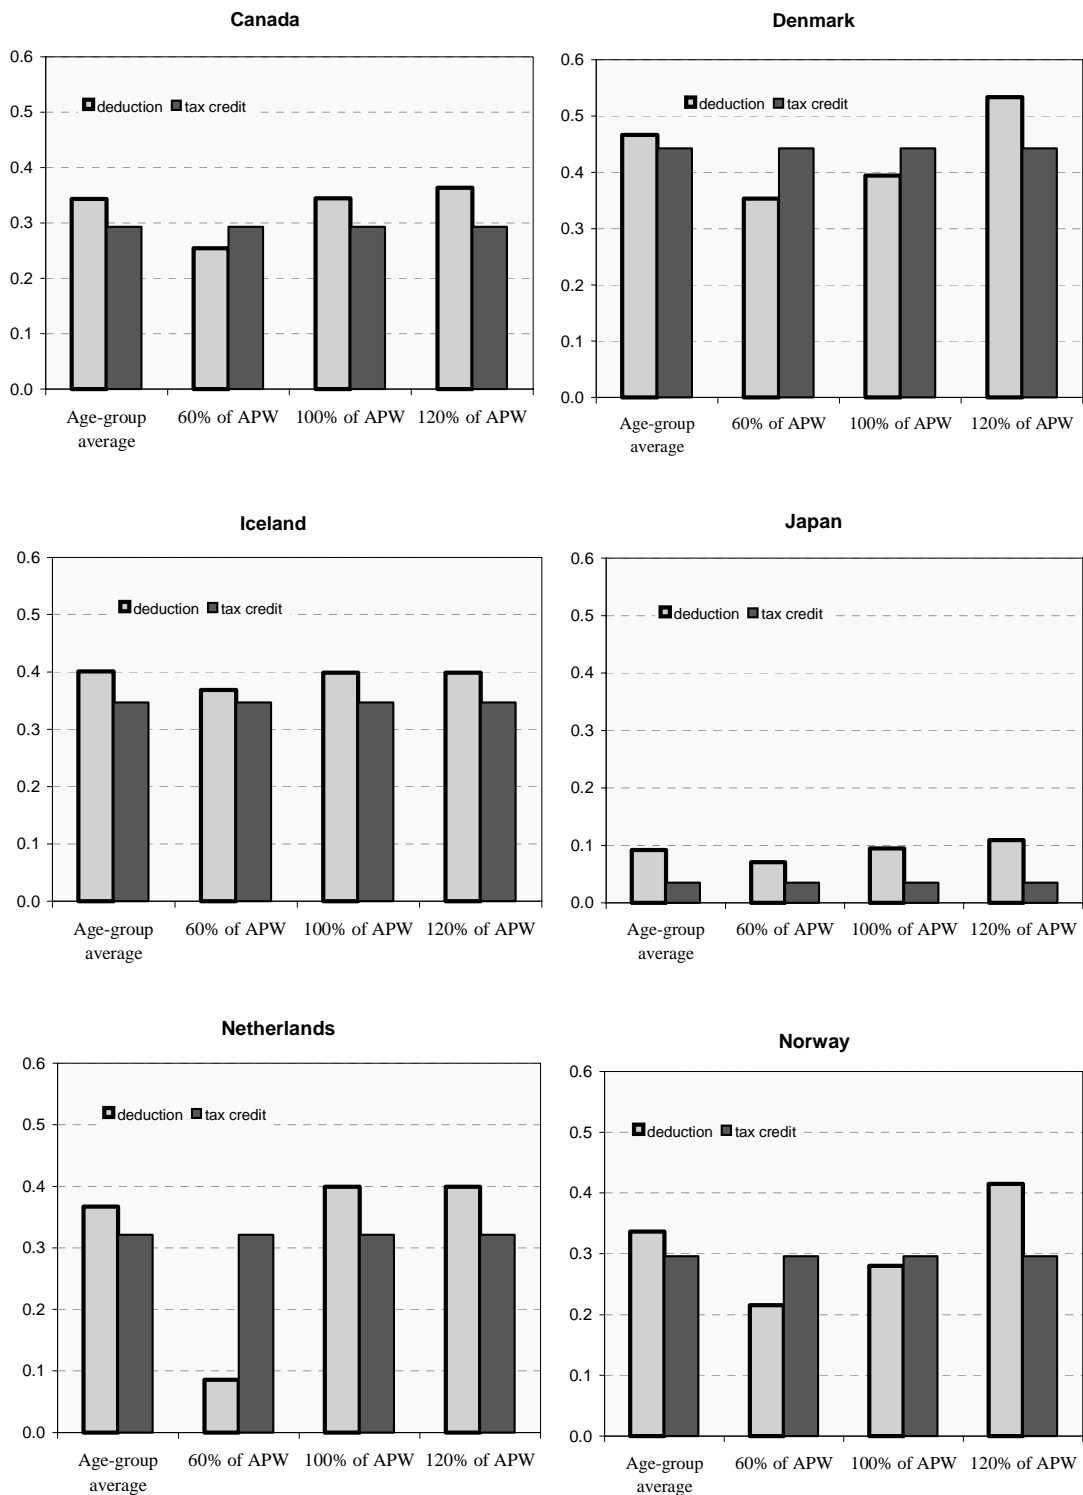 Canada
0.6
0.5
0.4
0.3
0.2
0.1
0.0
deduction tax credit
Age-group average
60% of APW
100% of APW
120% of APW
Denmark
0.6
0.5
0.4
0.3
0.2
0.1
0.0
deduction tax credit
Age-group average
60% of APW
100% of APW
120% of APW
Iceland
0.6
0.5
0.4
0.3
0.2
0.1
0.0
deduction tax credit
Age-group average
60% of APW
100% of APW
120% of APW
Japan
0.6
0.5
0.4
0.3
0.2
0.1
0.0
deduction tax credit
Age-group average
60% of APW
100% of APW
120% of APW
Netherlands
0.6
0.5
0.4
0.3
0.2
0.1
0.0
deduction tax credit
Age-group average
60% of APW
100% of APW
120% of APW
Norway
0.6
0.5
0.4
0.3
0.2
0.1
0.0
deduction tax credit
Age-group average
60% of APW
100% of APW
120% of APW